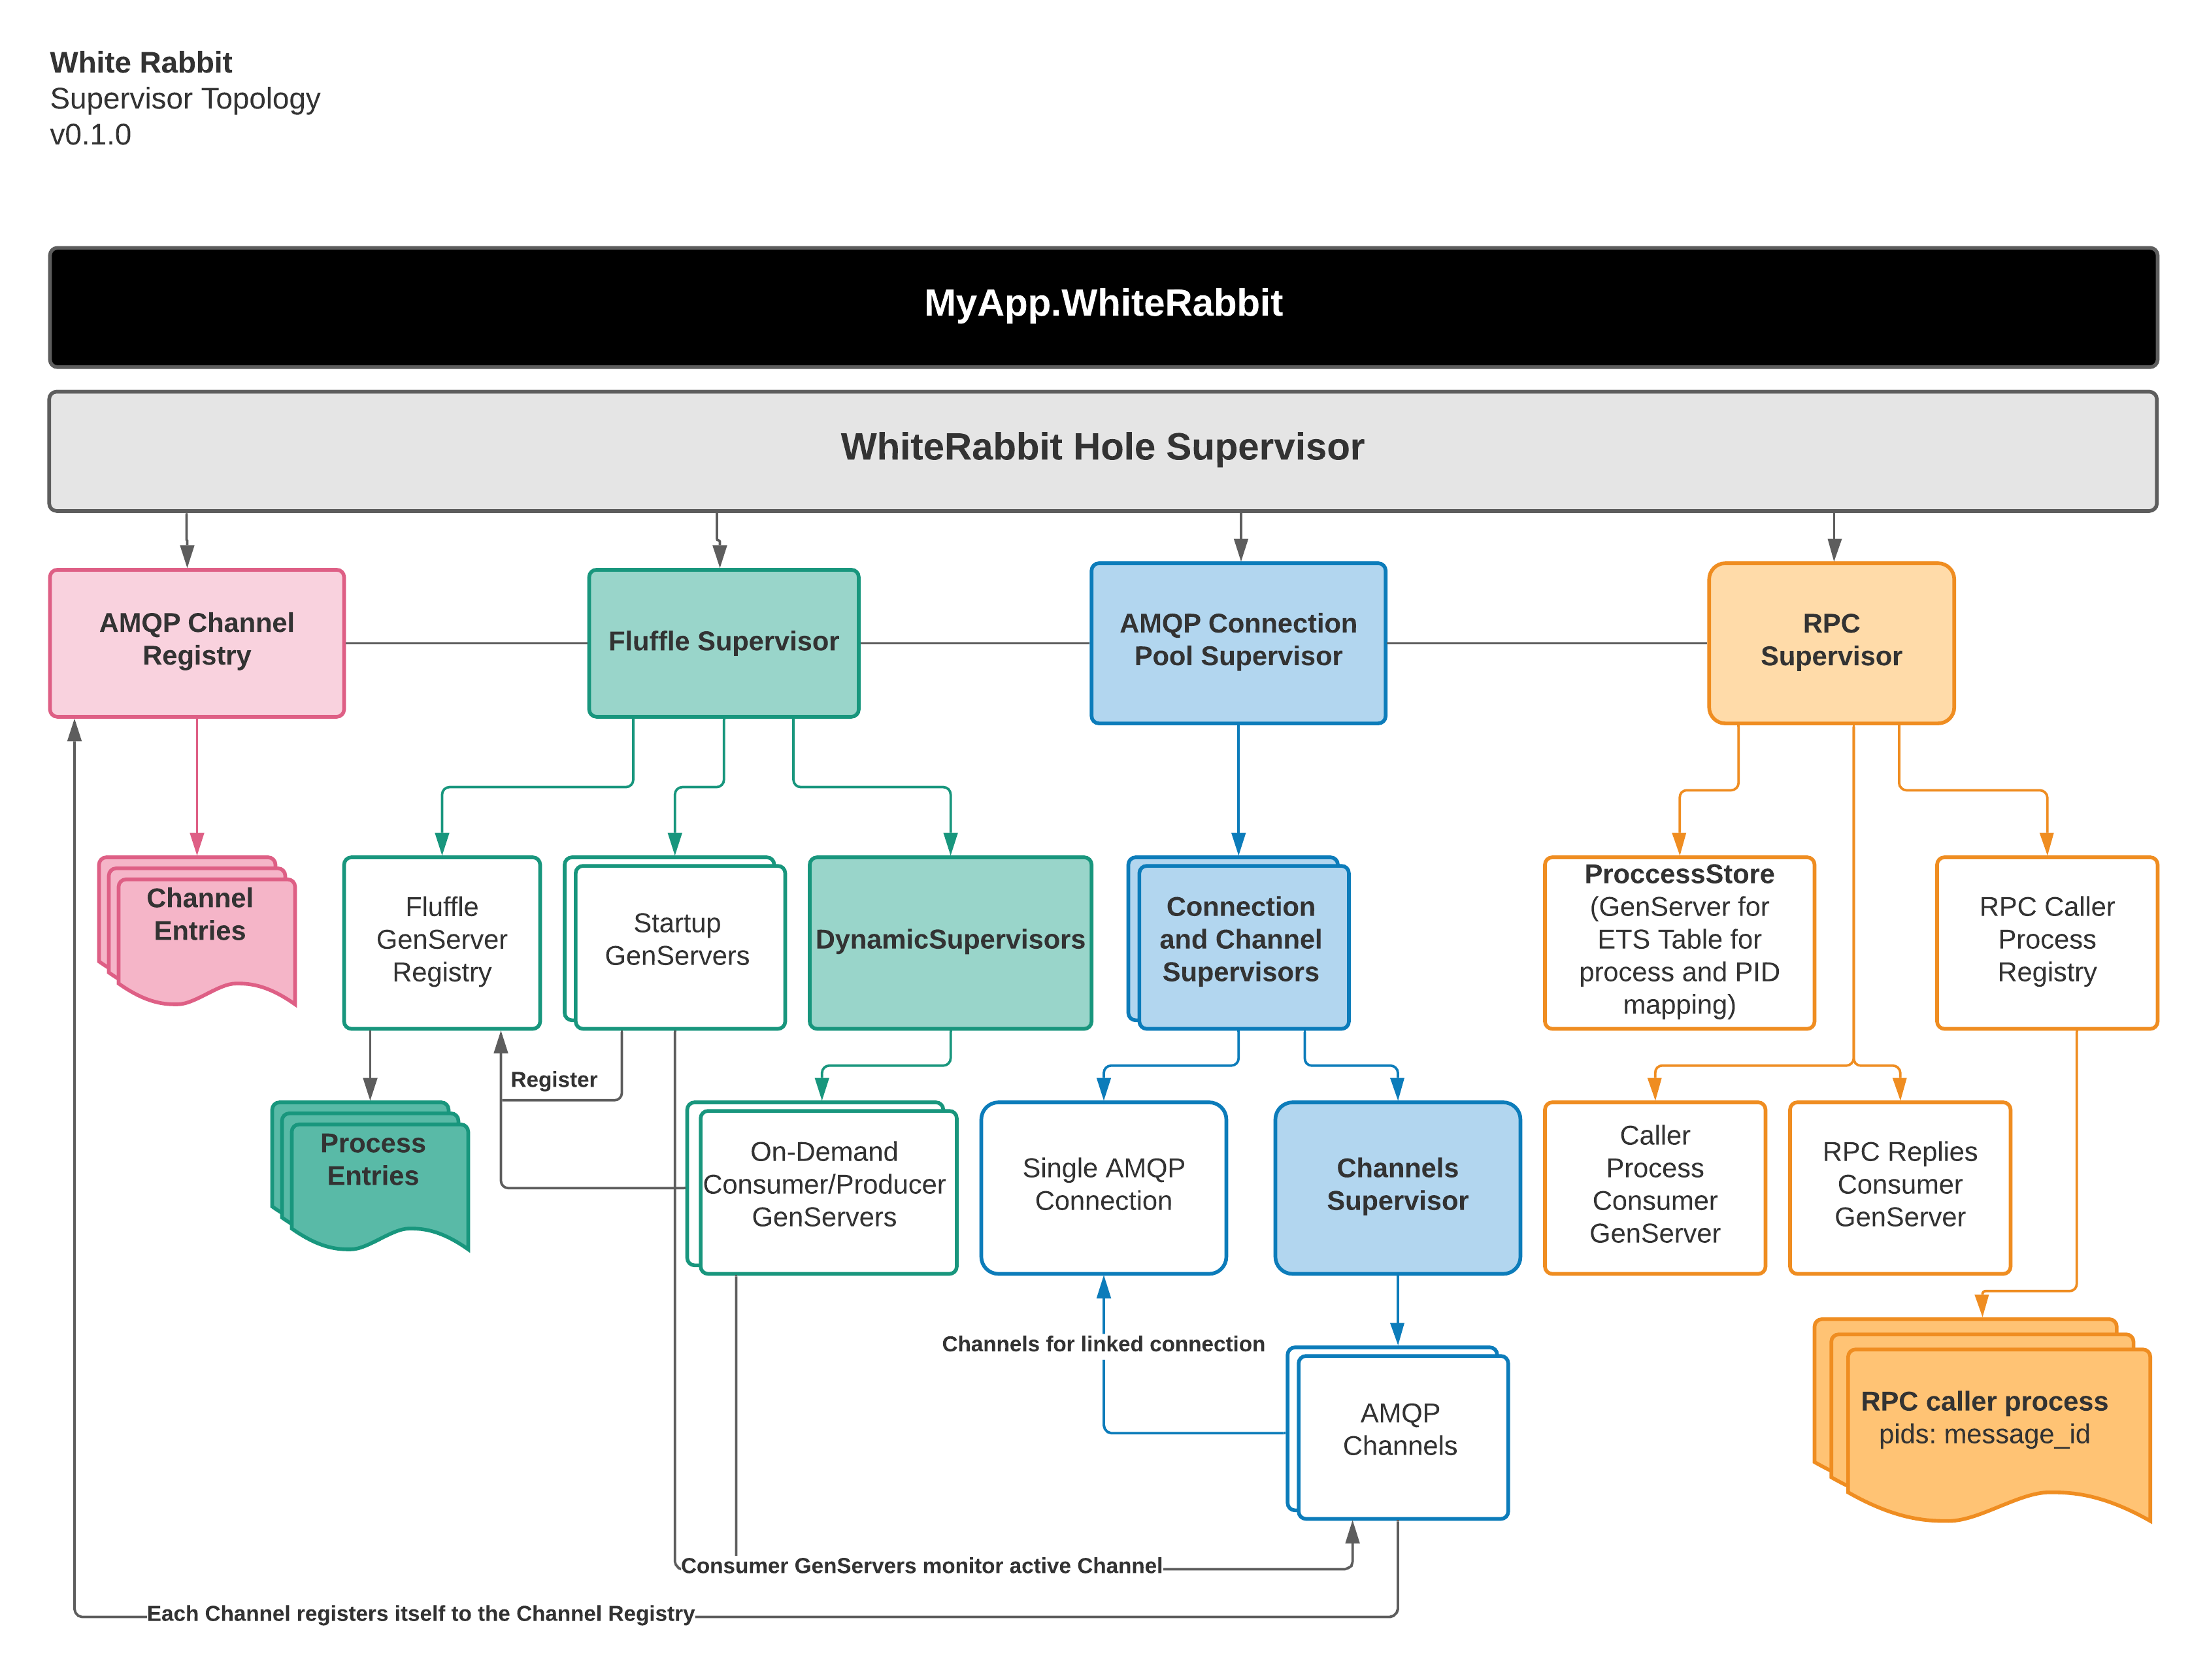 White Rabbit
Supervisor Topology
v0.1.0
MyApp.WhiteRabbit
WhiteRabbit Hole Supervisor
AMQP Channel
Registry
Fluffle Supervisor
AMQP Connection
Pool Supervisor
RPC
Supervisor
Channel
Entries
Fluffle
GenServer
Registry
Startup
GenServers
DynamicSupervisors
Connection
and Channel
Supervisors
ProccessStore
(GenServer for
ETS Table for
process and PID
mapping)
RPC Caller
Process
Registry
Register
Process
Entries
On-Demand
Consumer/Producer
GenServers
Single AMQP
Connection
Channels
Supervisor
Caller
Process
Consumer
GenServer
RPC Replies
Consumer
GenServer
Channels for linked connection
AMQP
Channels
RPC caller process
pids: message_id
Consumer GenServers monitor active Channel
Each Channel registers itself to the Channel Registry